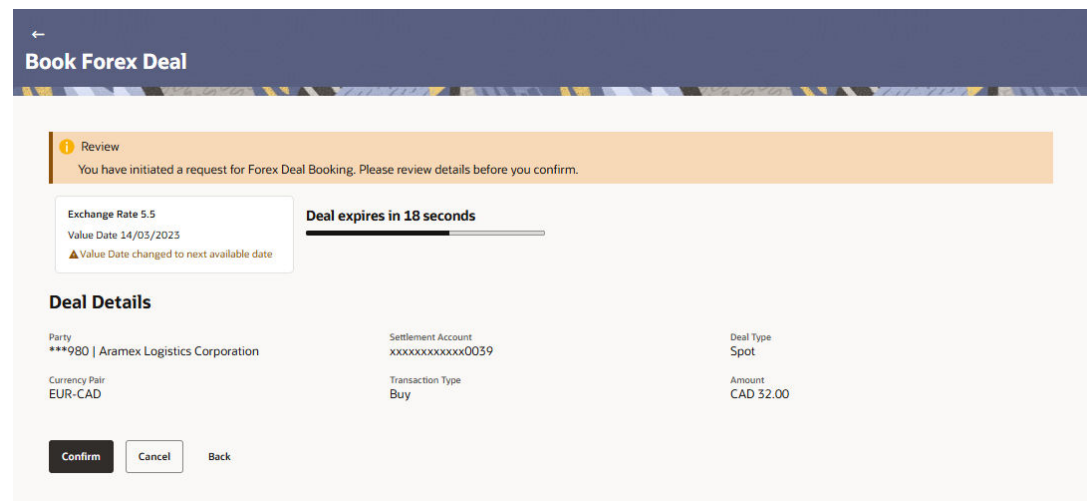 ←
Book Forex Deal
Review
You have initiated a request for Forex Deal Booking. Please review details before you confirm.
Exchange Rate 5.5
Value Date 14/03/2023
Value Date changed to next available date
Deal expires in 18 seconds
Deal Details
Party
***980 | Aramex Logistics Corporation
Settlement Account
xxxxxxxxxxxx0039
Deal Type
Spot
Currency Pair
EUR-CAD
Transaction Type
Buy
Amount
CAD 32.00
Confirm
Cancel
Back